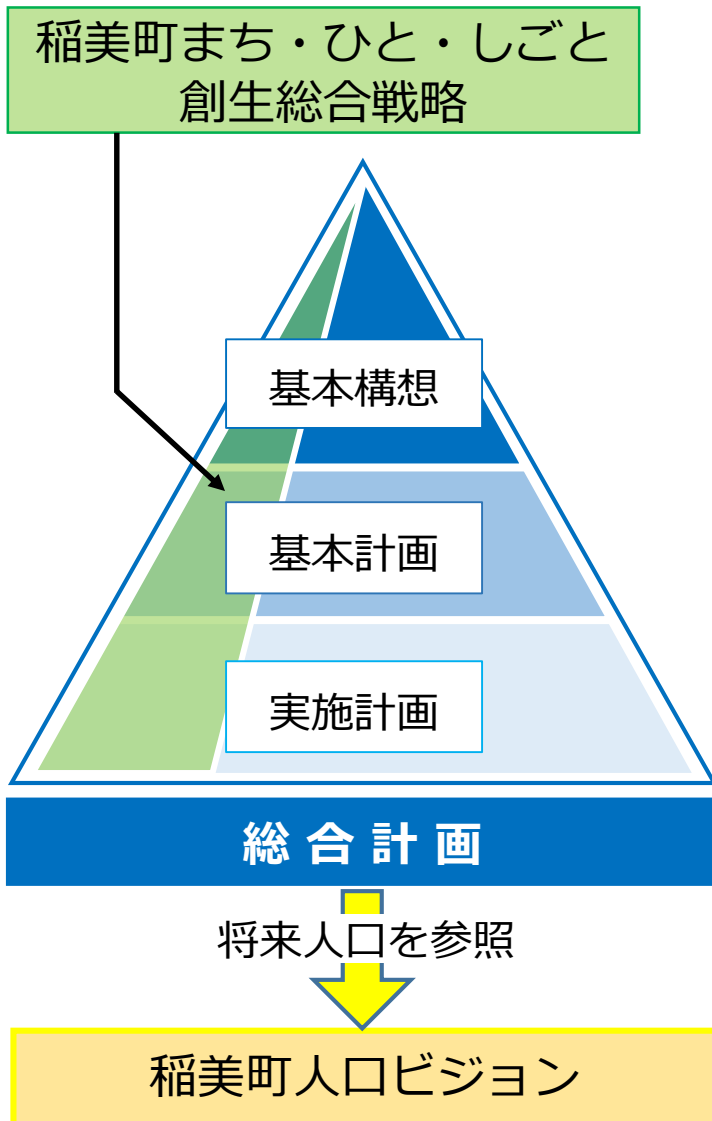 稲美町まち・ひと・しごと
創生総合戦略
基本構想
基本計画
実施計画
総合計画
将来人口を参照
稲美町人口ビジョン